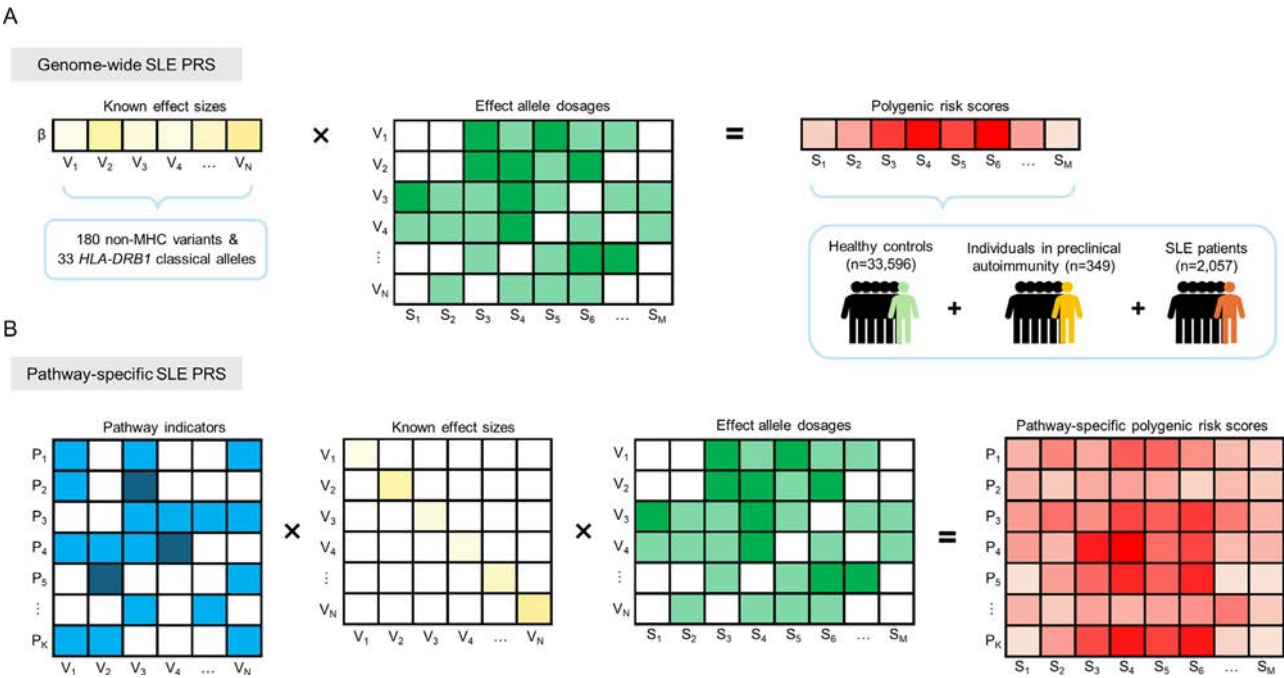 A
Genome-wide SLE PRS
Known effect sizes
β
V1 V2 V3 V4 ... VN
180 non-MHC variants &
33 HLA-DRB1 classical alleles
×
Effect allele dosages
V1
V2
V3
V4
⋮
VN
S1 S2 S3 S4 S5 S6 ... SM
=
Polygenic risk scores
S1 S2 S3 S4 S5 S6 ... SM
Healthy controls
(n=33,596)
+
Individuals in preclinical
autoimmunity (n=349)
+
SLE patients
(n=2,057)
B
Pathway-specific SLE PRS
Pathway indicators
P1
P2
P3
P4
P5
⋮
PK
V1 V2 V3 V4 ... VN
×
Known effect sizes
V1
V2
V3
V4
⋮
VN
V1 V2 V3 V4 ... VN
×
Effect allele dosages
V1
V2
V3
V4
⋮
VN
S1 S2 S3 S4 S5 S6 ... SM
=
Pathway-specific polygenic risk scores
P1
P2
P3
P4
P5
⋮
PK
S1 S2 S3 S4 S5 S6 ... SM